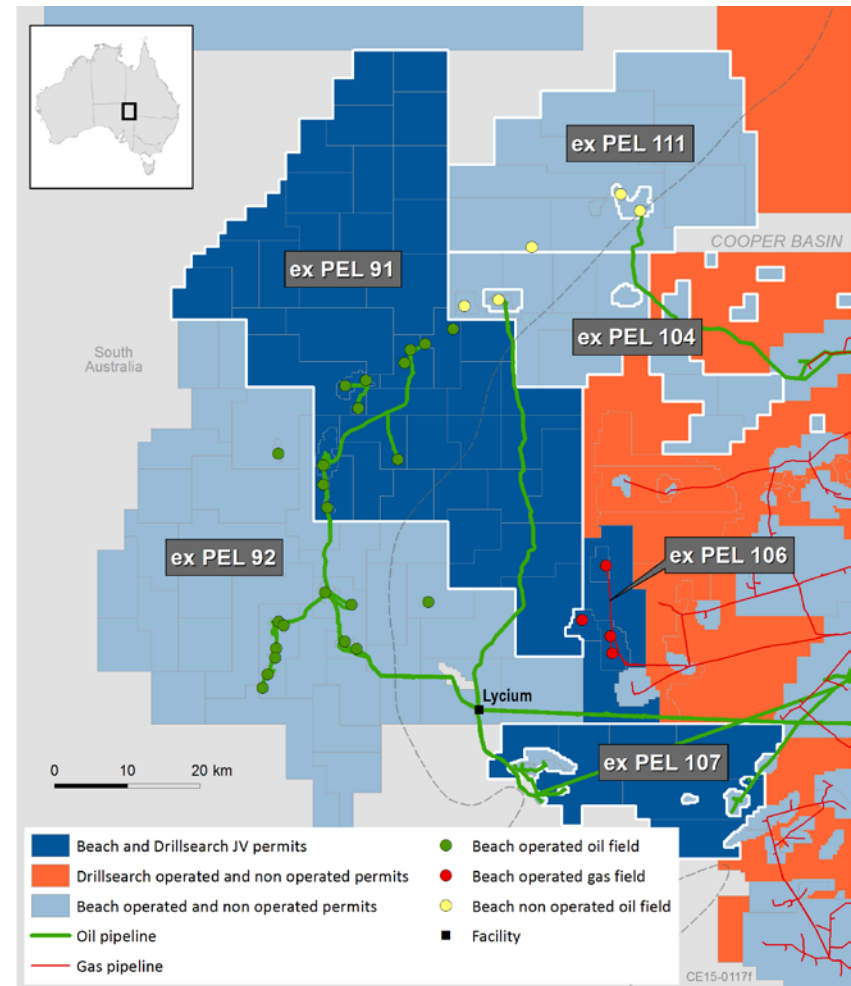 ex PEL 111
COOPER BASIN
ex PEL 91
ex PEL 104
South
Australia
ex PEL 92
ex PEL 106
Lycium
ex PEL 107
0 10 20 km
Beach and Drillsearch JV permits
Drillsearch operated and non operated permits
Beach operated and non operated permits
Oil pipeline
Gas pipeline
Beach operated oil field
Beach operated gas field
Beach non operated oil field
Facility
CE15-0117f